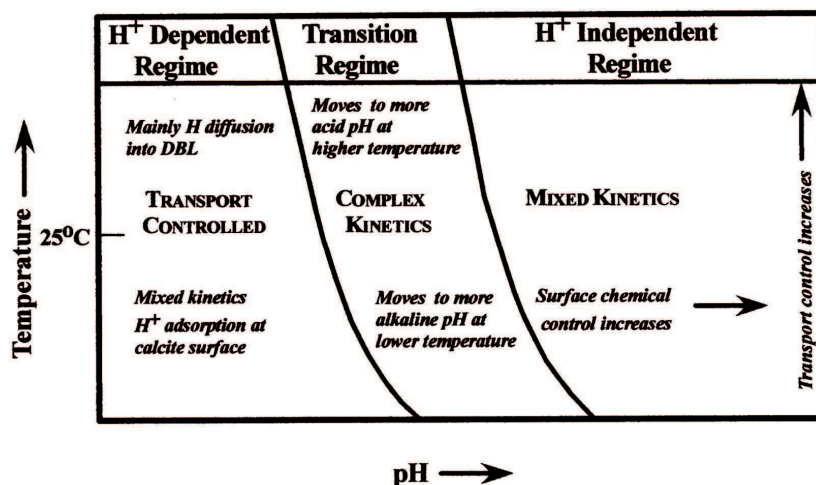 H+ Dependent
Regime
Transition
Regime
H+ Independent
Regime
Mainly H diffusion
into DBL
Moves to more
acid pH at
higher temperature
TRANSPORT
CONTROLLED
COMPLEX
KINETICS
MIXED KINETICS
25°C
Mixed kinetics
H+ adsorption at
calcite surface
Moves to more
alkaline pH at
lower temperature
Surface chemical
control increases
Temperature
Transport control increases
pH